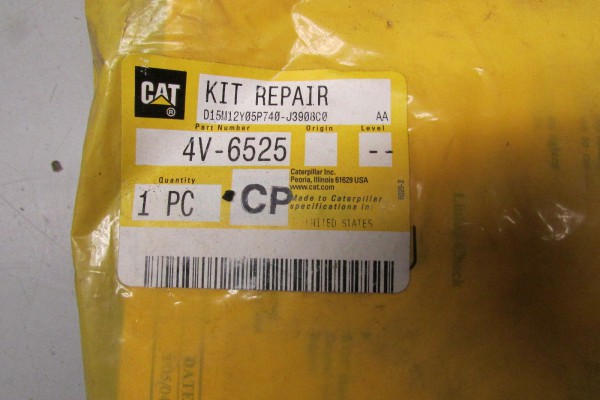 CAT ®
KIT REPAIR
D15M12Y05P740-J3908C0 AA
Part Number Origin Level
4V-6525 --
Quantity
1 PC CP
Caterpillar Inc.
Peoria, Illinois 61629 USA
www.cat.com
Made to Caterpillar
specifications in:
UNITED STATES
DATE